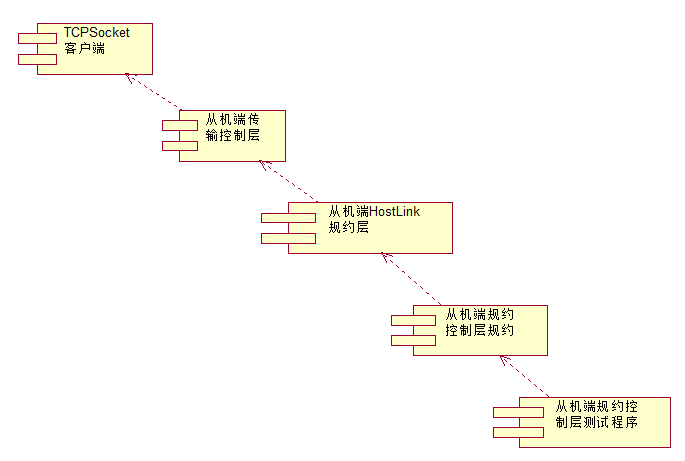 TCPSocket
客户端
从机端传
输控制层
从机端HostLink
规约层
从机端规约
控制层规约
从机端规约控
制层测试程序